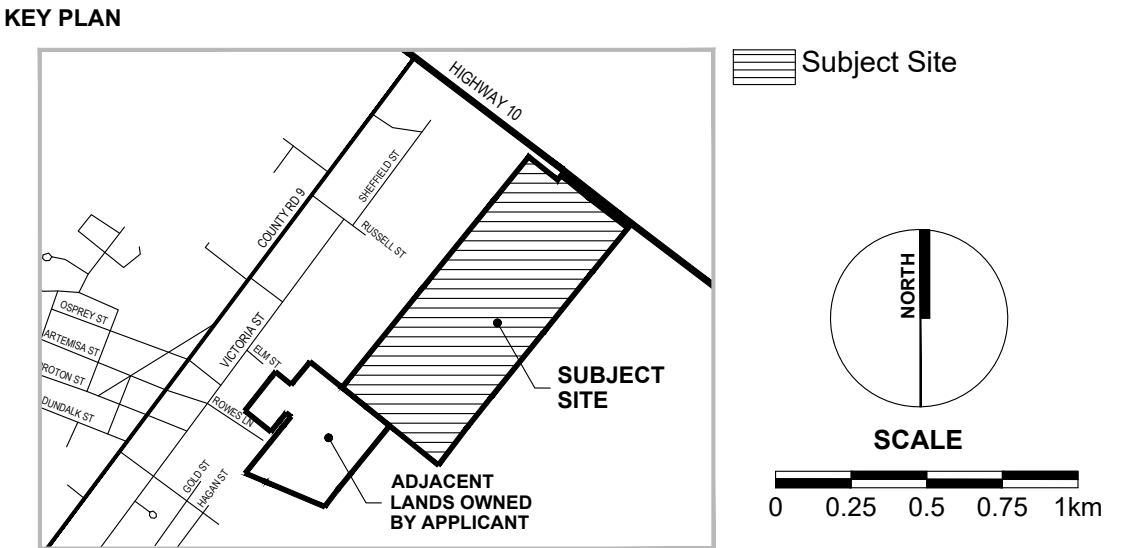 KEY PLAN
Subject Site
HIGHWAY 10
SHEFFIELD ST
COUNTY RD 9
RUSSELL ST
OSPREY ST
ARTEMISA ST
ROTON ST
DUNDALK ST
VICTORIA ST
ELM ST
ROWES LN
GOLD ST
HAGAN ST
SUBJECT
SITE
ADJACENT
LANDS OWNED
BY APPLICANT
NORTH
SCALE
0 0.25 0.5 0.75 1km